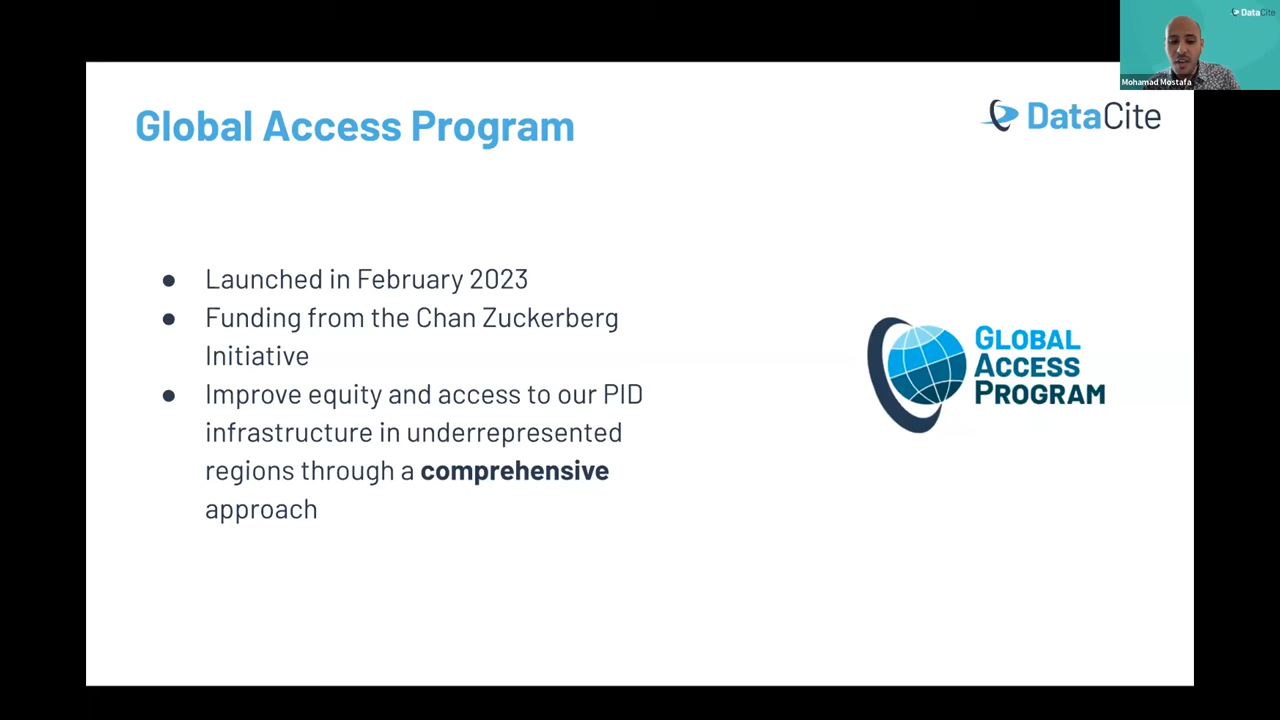 DataCite
Mohamad Mostafa
Global Access Program
DataCite
● Launched in February 2023
● Funding from the Chan Zuckerberg
Initiative
● Improve equity and access to our PID
infrastructure in underrepresented
regions through a comprehensive
approach
GLOBAL
ACCESS
PROGRAM